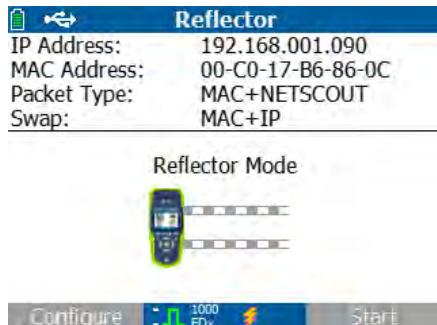 Reflector
IP Address: 192.168.001.090
MAC Address: 00-C0-17-B6-86-0C
Packet Type: MAC+NETSCOUT
Swap: MAC+IP
Reflector Mode
Configure 1000 FDx Start